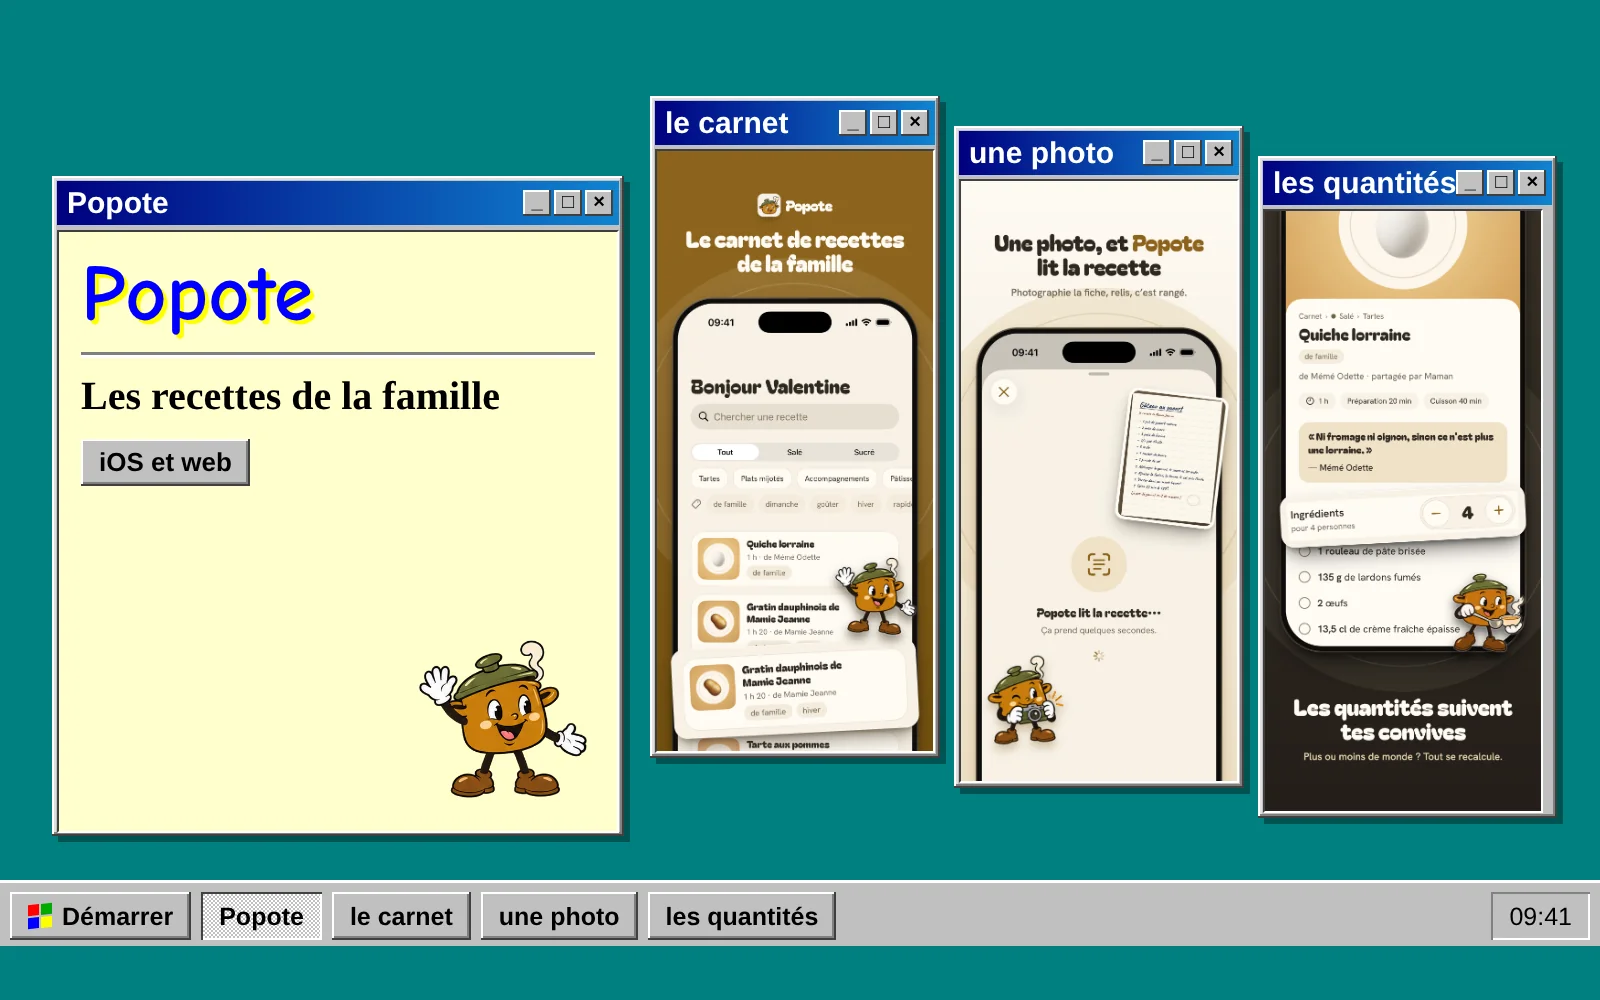 Popote
Popote
Les recettes de la famille
iOS et web
le carnet
Popote
Le carnet de recettes
de la famille
09:41
Bonjour Valentine
Chercher une recette
Tout Salé Sucré
Tartes Plats mijotés Accompagnements
de famille dimanche goûter hiver
Quiche lorraine
1 h · de Mémé Odette
de famille
Gratin dauphinois de
Mamie Jeanne
1 h 20 · de Mamie Jeanne
Gratin dauphinois de
Mamie Jeanne
1 h 20 · de Mamie Jeanne
de famille hiver
Tarte aux pommes
une photo
Une photo, et Popote
lit la recette
Photographie la fiche, relis, c'est rangé.
09:41
Popote lit la recette···
Ça prend quelques secondes.
les quantités
Carnet · Salé · Tartes
Quiche lorraine
de famille
de Mémé Odette · partagée par Maman
1 h Préparation 20 min Cuisson 40 min
« Ni fromage ni oignon, sinon ce n'est plus
une lorraine. »
— Mémé Odette
Ingrédients
pour 4 personnes
− 4 +
1 rouleau de pâte brisée
135 g de lardons fumés
2 œufs
13,5 cl de crème fraîche épaisse
Les quantités suivent
tes convives
Plus ou moins de monde ? Tout se recalcule.
Démarrer Popote le carnet une photo les quantités 09:41